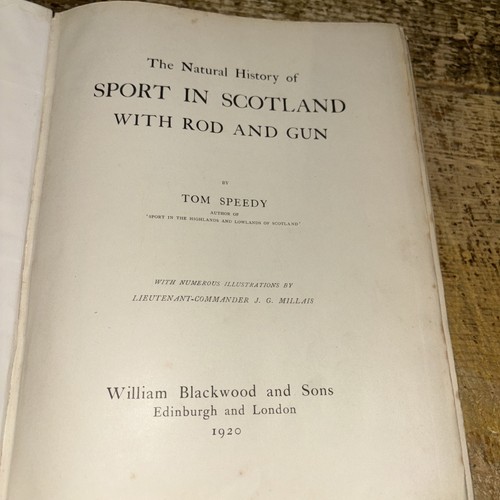 The Natural History of
SPORT IN SCOTLAND
WITH ROD AND GUN
BY
TOM SPEEDY
AUTHOR OF
"SPORT IN THE HIGHLANDS AND LOWLANDS OF SCOTLAND"
WITH NUMEROUS ILLUSTRATIONS BY
LIEUTENANT-COMMANDER J. G. MILLAIS
William Blackwood and Sons
Edinburgh and London
1920